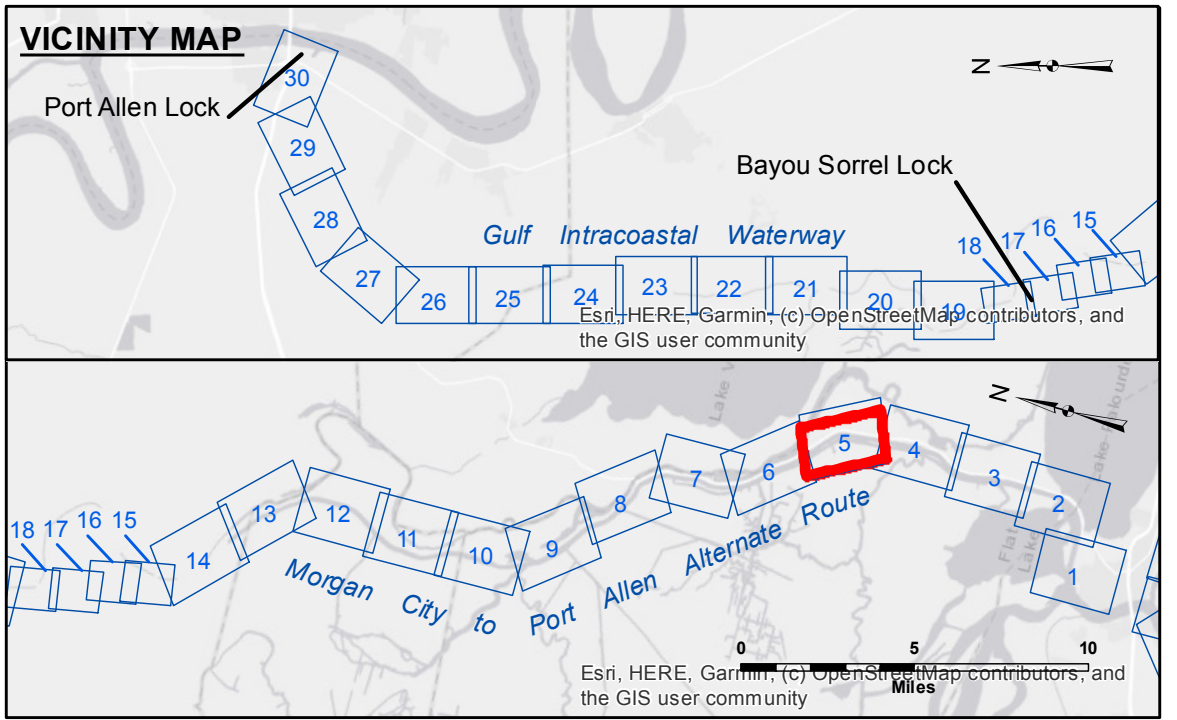 VICINITY MAP
N
30
Port Allen Lock
29
Bayou Sorrel Lock
28
Gulf Intracoastal Waterway
18
17
16
15
27
26
25
24
23
22
21
20
19
Esri, HERE, Garmin, (c) OpenStreetMap contributors, and
the GIS user community
N
Lake
5
4
3
2
1
6
7
8
9
10
11
12
13
14
18
17
16
15
Flat
Lake
Morgan City to Port Allen Alternate Route
0
5
10
Miles
Esri, HERE, Garmin, (c) OpenStreetMap contributors, and
the GIS user community